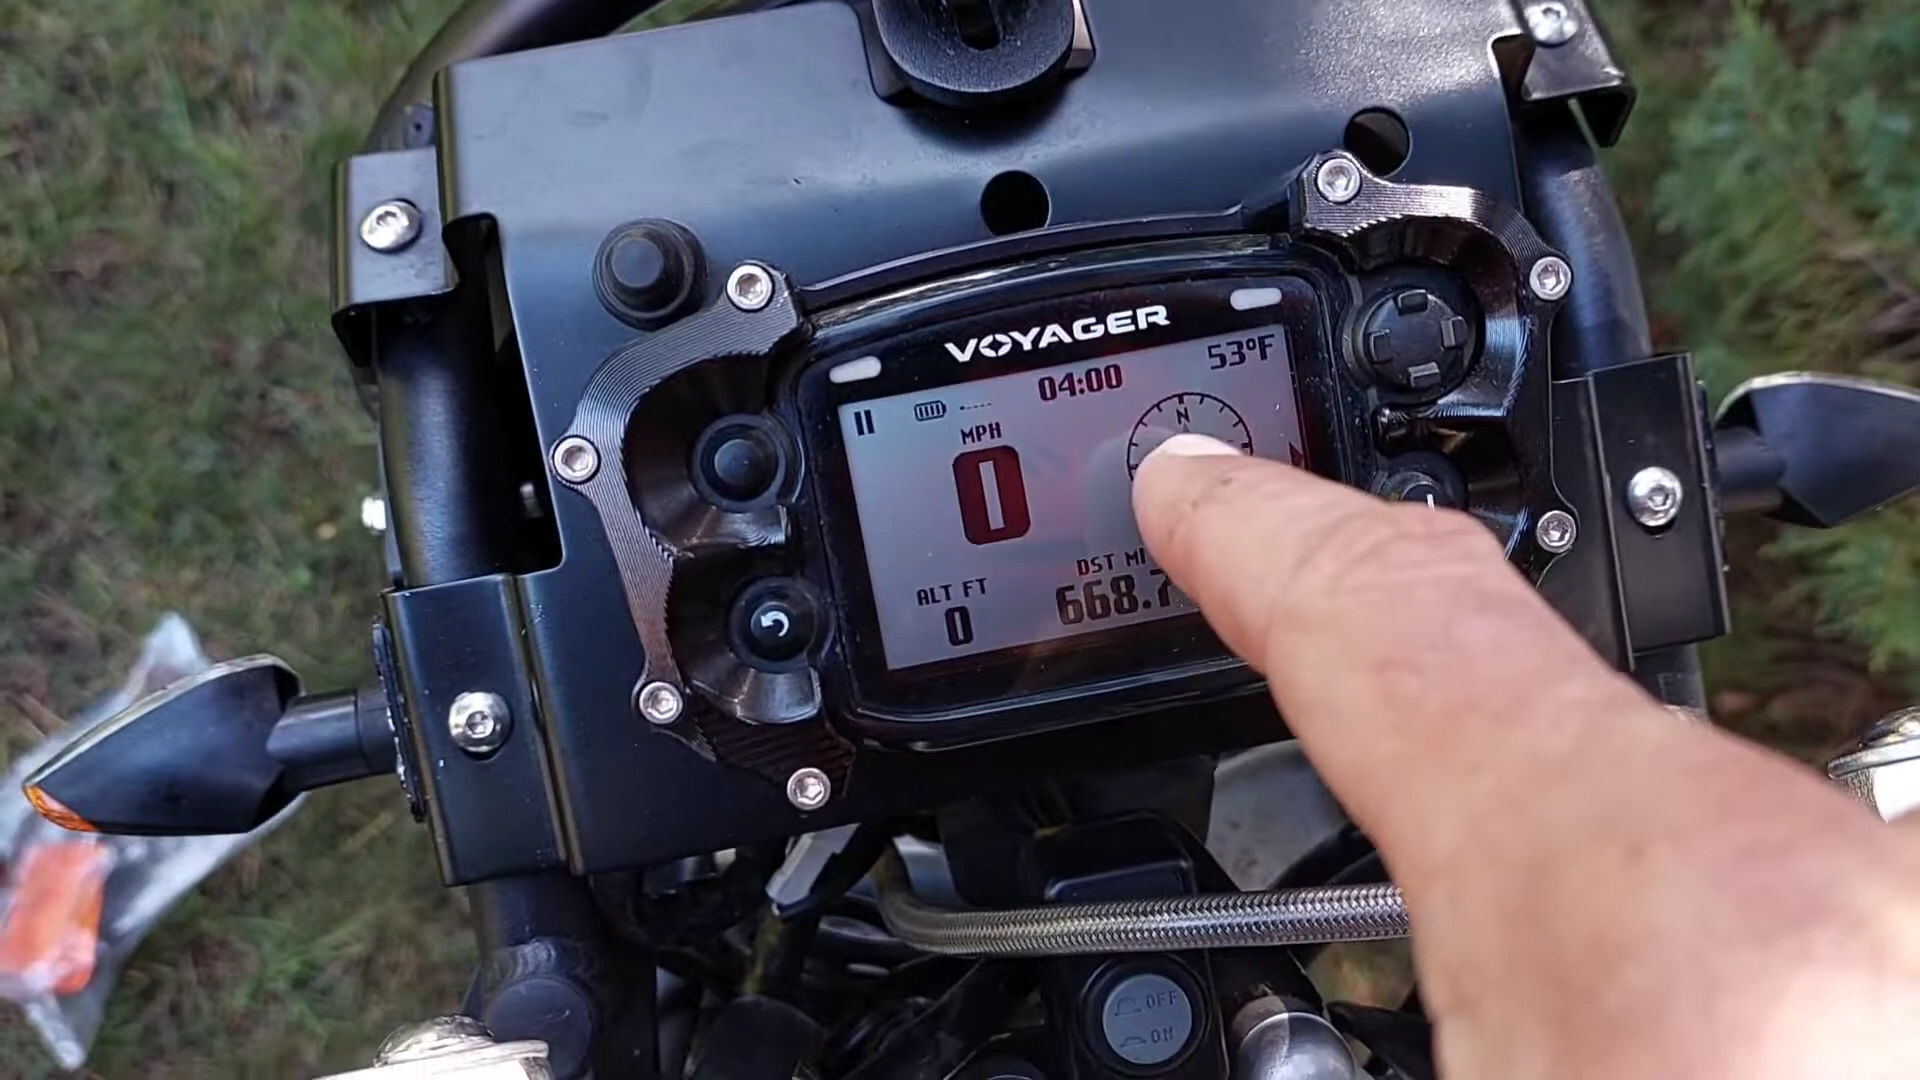 VOYAGER
04:00
53°F
MPH
0
N
ALT FT
0
DST MI
668.7
OFF
ON